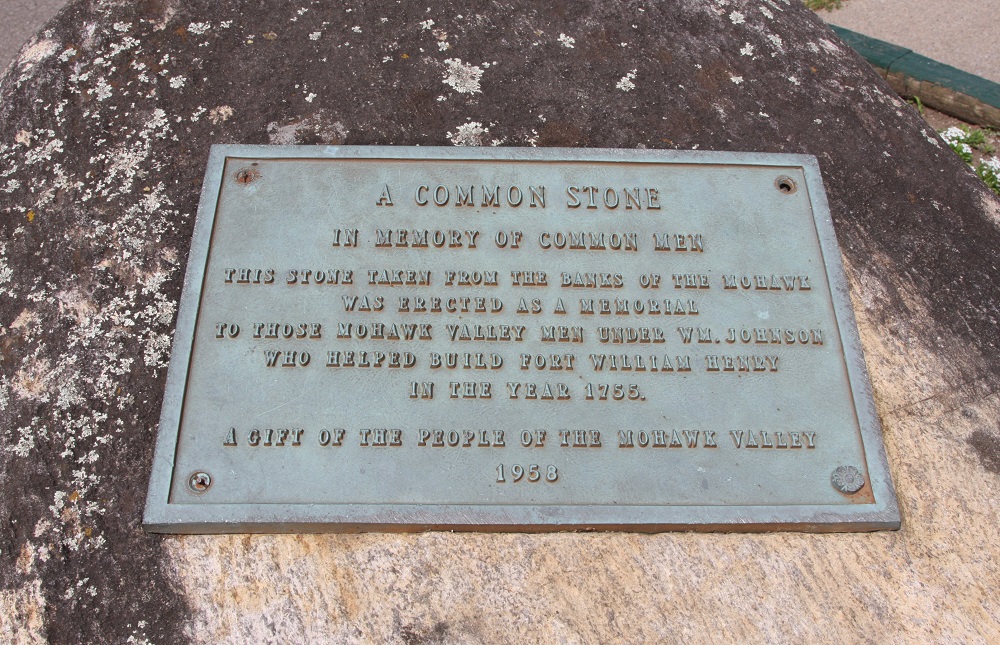 A COMMON STONE
IN MEMORY OF COMMON MEN
THIS STONE TAKEN FROM THE BANKS OF THE MOHAWK
WAS ERECTED AS A MEMORIAL
TO THOSE MOHAWK VALLEY MEN UNDER WM. JOHNSON
WHO HELPED BUILD FORT WILLIAM HENRY
IN THE YEAR 1755.
A GIFT OF THE PEOPLE OF THE MOHAWK VALLEY
1958